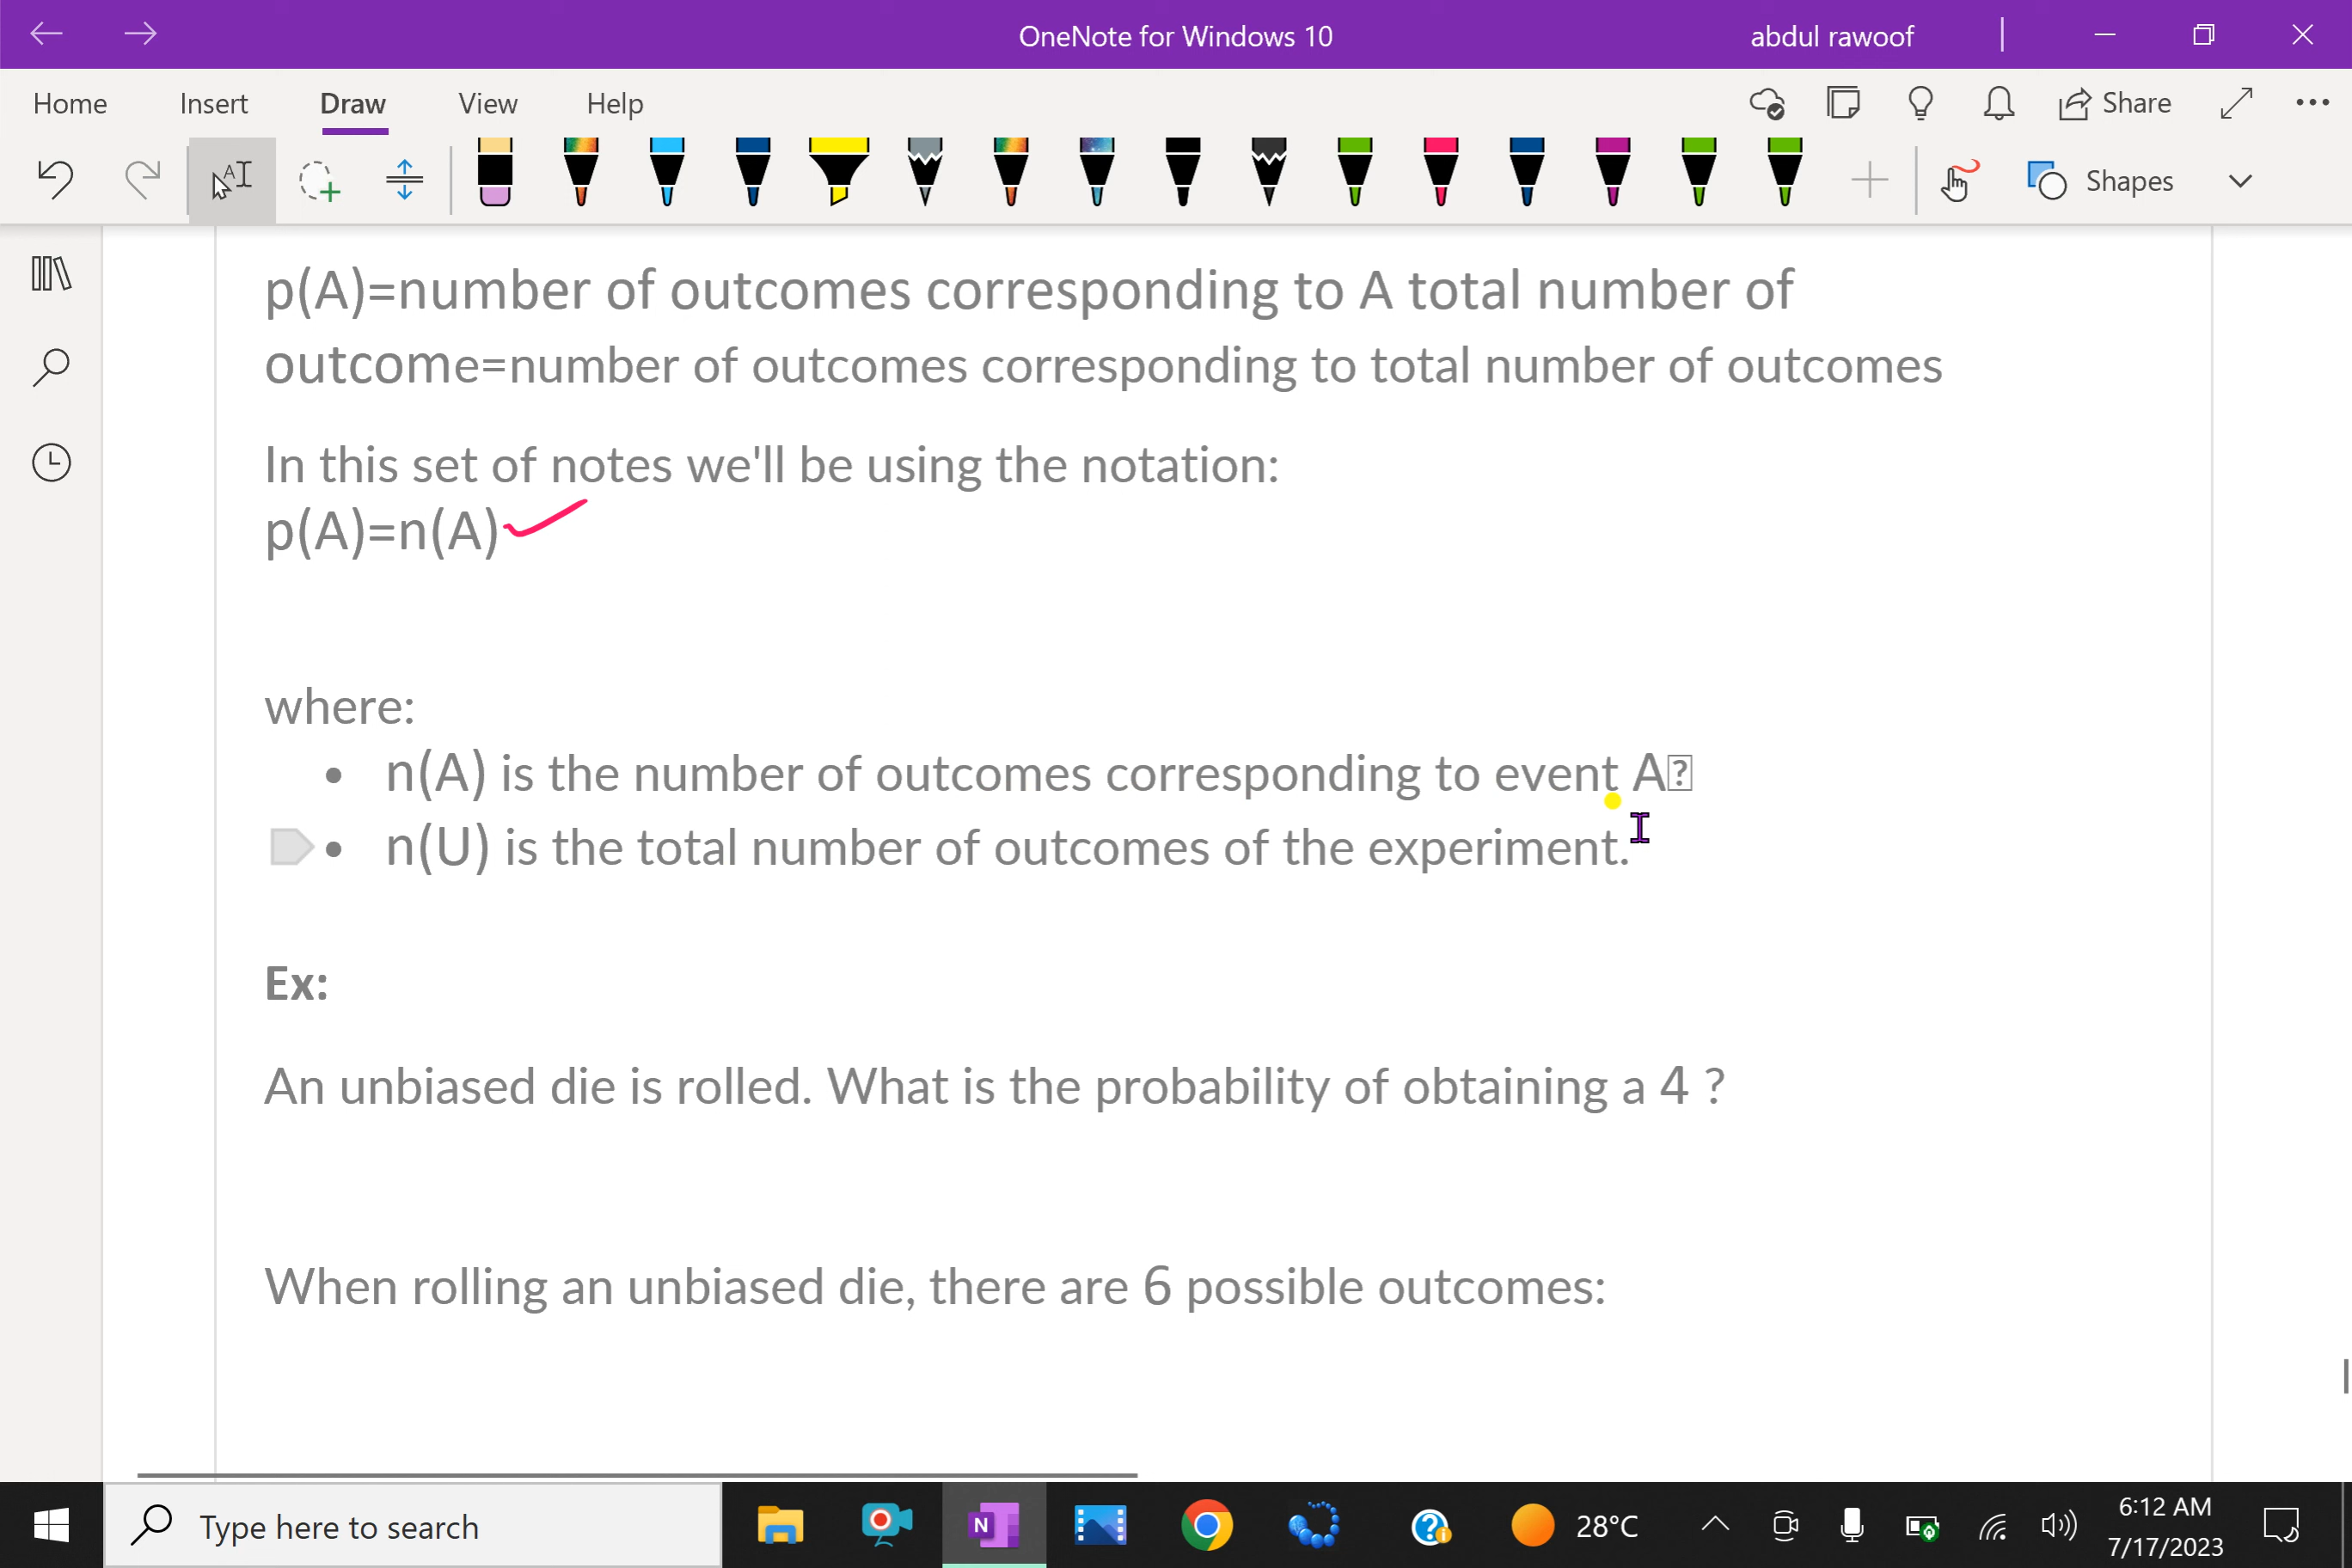 OneNote for Windows 10
abdul rawoof
Home Insert Draw View Help
Share
Shapes
p(A)=number of outcomes corresponding to A total number of
outcome=number of outcomes corresponding to total number of outcomes
In this set of notes we'll be using the notation:
p(A)=n(A)
where:
• n(A) is the number of outcomes corresponding to event A⍰
• n(U) is the total number of outcomes of the experiment.
Ex:
An unbiased die is rolled. What is the probability of obtaining a 4 ?
When rolling an unbiased die, there are 6 possible outcomes:
Type here to search
28°C
6:12 AM
7/17/2023